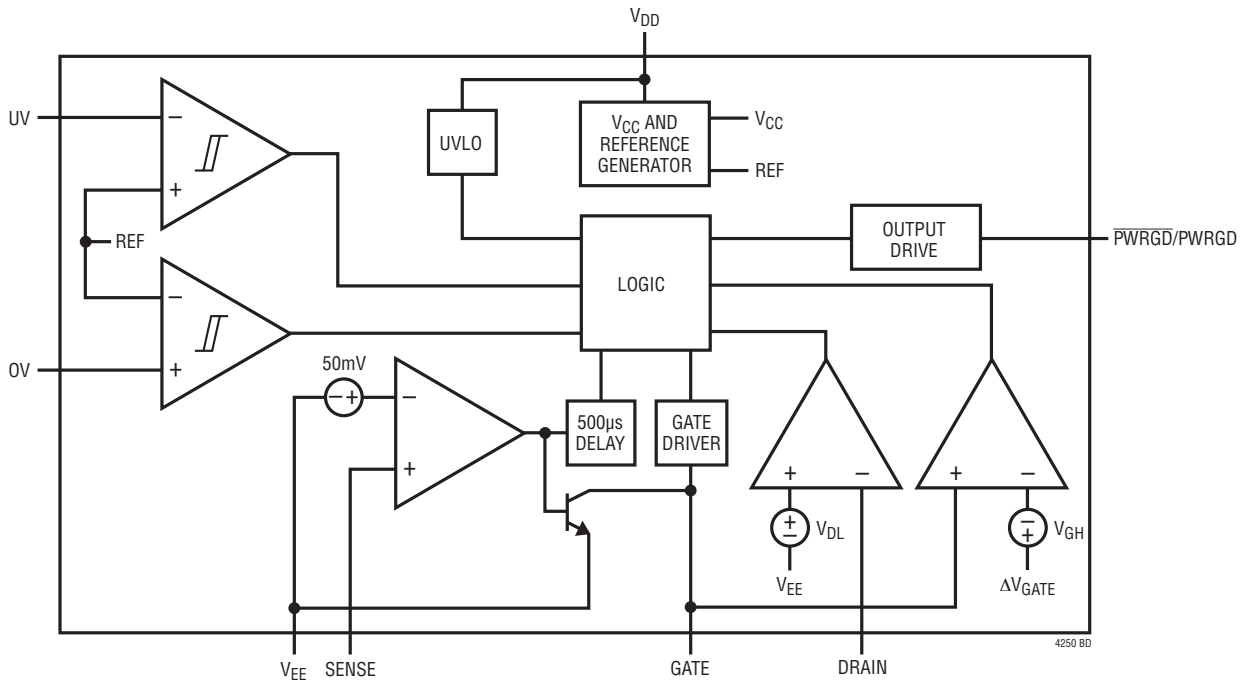 VDD
UV
−
+
REF
−
+
OV
UVLO
VCC AND
REFERENCE
GENERATOR
VCC
REF
LOGIC
OUTPUT
DRIVE
PWRGD/PWRGD
50mV
− +
−
+
500µs
DELAY
GATE
DRIVER
+ −
+
−
VDL
VEE
+ −
−
+
VGH
ΔVGATE
4250 BD
VEE
SENSE
GATE
DRAIN